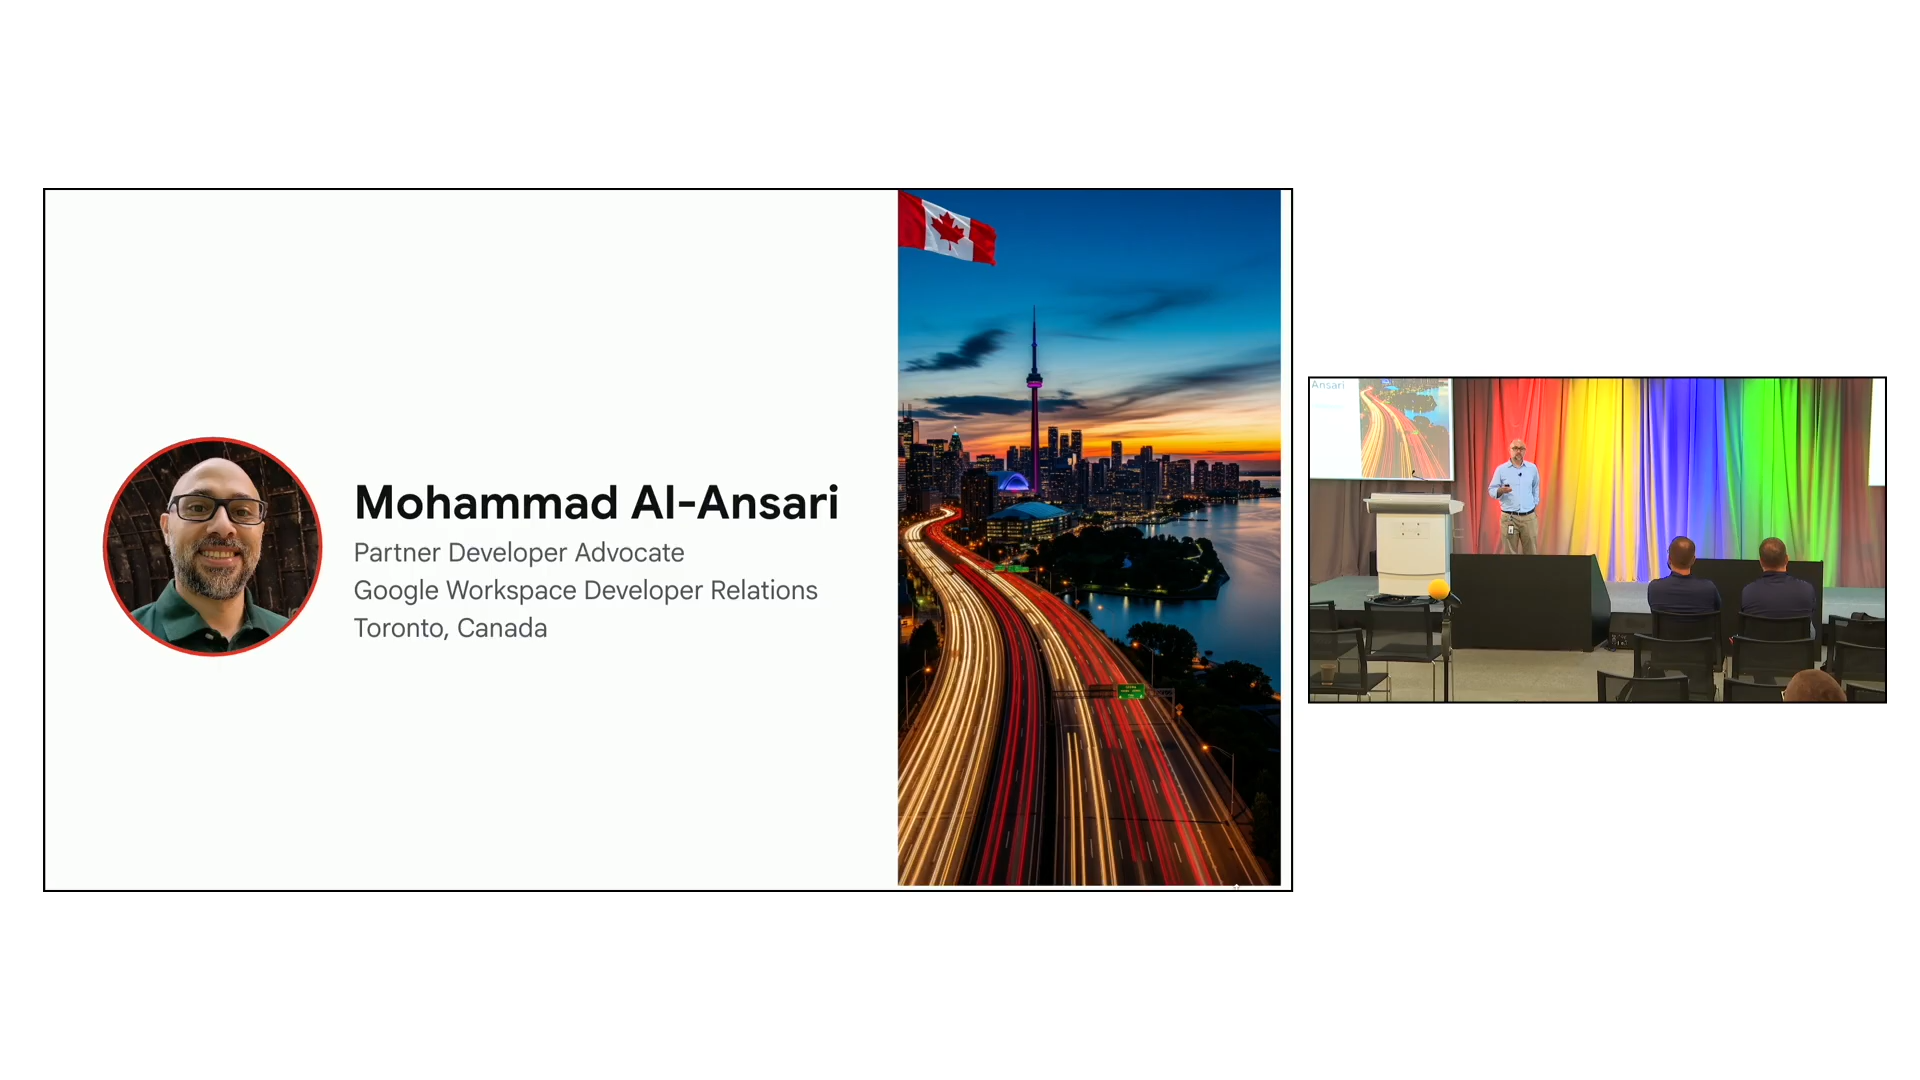 Mohammad Al-Ansari
Partner Developer Advocate
Google Workspace Developer Relations
Toronto, Canada
Ansari